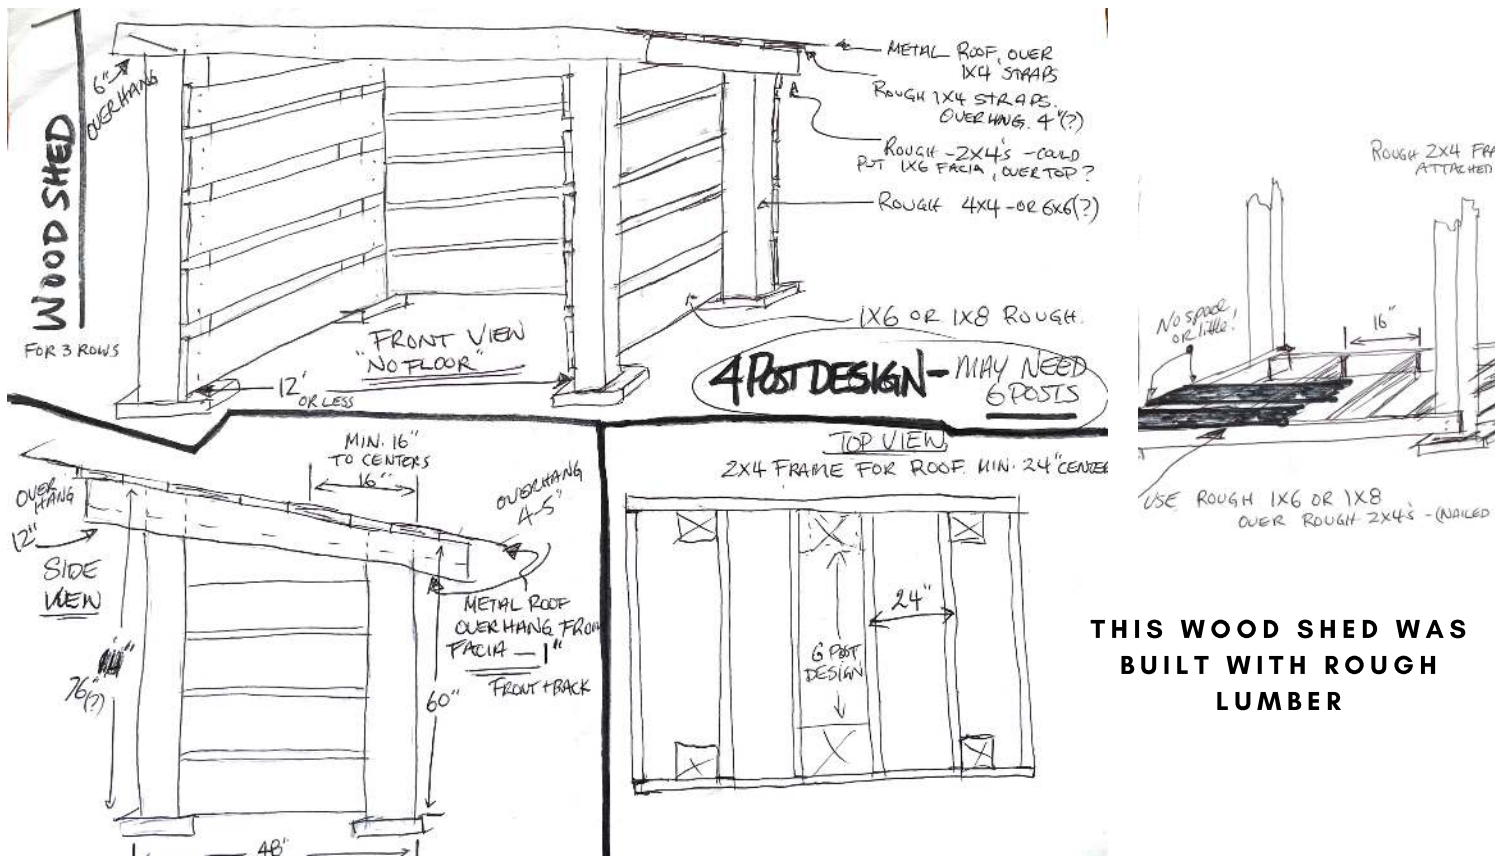 WOOD SHED
FOR 3 ROWS
6"
OVERHANG
METAL ROOF, OVER
1X4 STRAPS
ROUGH 1X4 STRAPS.
OVERHNG. 4"(?)
ROUGH -2X4'S -COULD
PUT 1X6 FACIA, OVER TOP?
ROUGH 4X4 -OR 6X6(?)
1X6 OR 1X8 ROUGH.
FRONT VIEW
"NO FLOOR"
12'
OR LESS
4 POST DESIGN - MAY NEED
6 POSTS
MIN. 16"
TO CENTERS
16"
OVERHANG
4-5"
OVER
HANG
12"
SIDE
VIEW
76"
(?)
60"
METAL ROOF
OVERHANG FROM
FACIA - 1"
FRONT + BACK
48"
TOP VIEW
2X4 FRAME FOR ROOF. MIN. 24" CENTER
24"
6 POST
DESIGN
ROUGH 2X4 FRA
ATTACHED
No space
or little!
16"
USE ROUGH 1X6 OR 1X8
OVER ROUGH 2X4's - (NAILED
THIS WOOD SHED WAS
BUILT WITH ROUGH
LUMBER